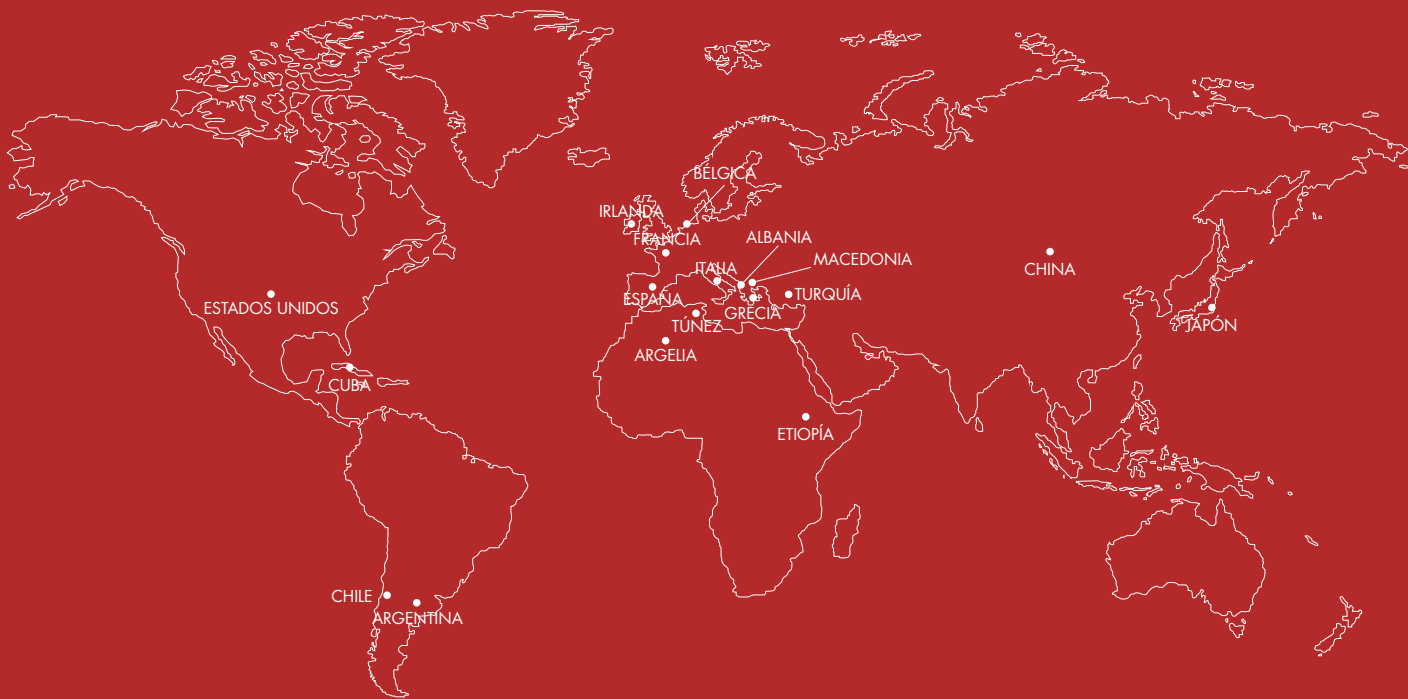 BÉLGICA
IRLANDA
FRANCIA
ALBANIA
MACEDONIA
ITALIA
CHINA
ESPAÑA
TURQUÍA
ESTADOS UNIDOS
GRECIA
TÚNEZ
JAPÓN
ARGELIA
CUBA
ETIOPÍA
CHILE
ARGENTINA